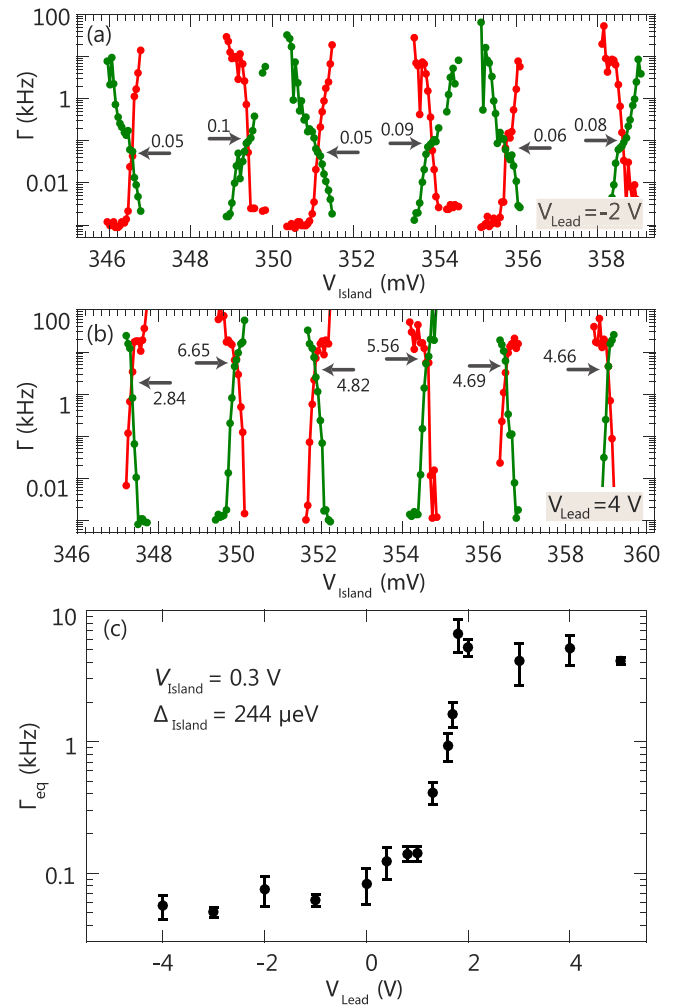 100
(a)
Γ (kHz)
1
0.01
0.05
0.1
0.05
0.09
0.06
0.08
V_Lead = -2 V
346 348 350 352 354 356 358
V_Island (mV)
100
(b)
Γ (kHz)
1
0.01
2.84
6.65
4.82
5.56
4.69
4.66
V_Lead = 4 V
346 348 350 352 354 356 358 360
V_Island (mV)
10
(c)
V_Island = 0.3 V
Δ_Island = 244 µeV
Γ_eq (kHz)
1
0.1
-4 -2 0 2 4
V_Lead (V)